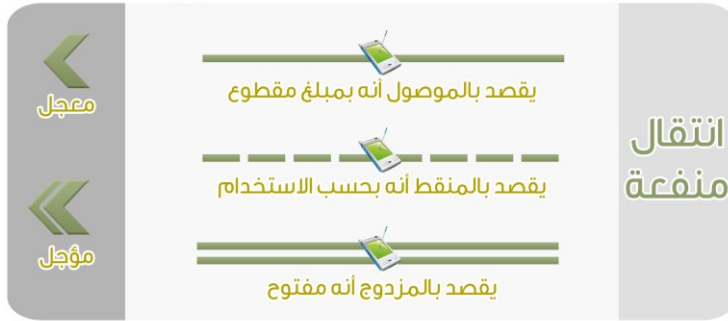 انتقال
منفعة
يقصد بالموصول أنه بمبلغ مقطوع
يقصد بالمنقط أنه بحسب الاستخدام
يقصد بالمزدوج أنه مفتوح
معجل
مؤجل